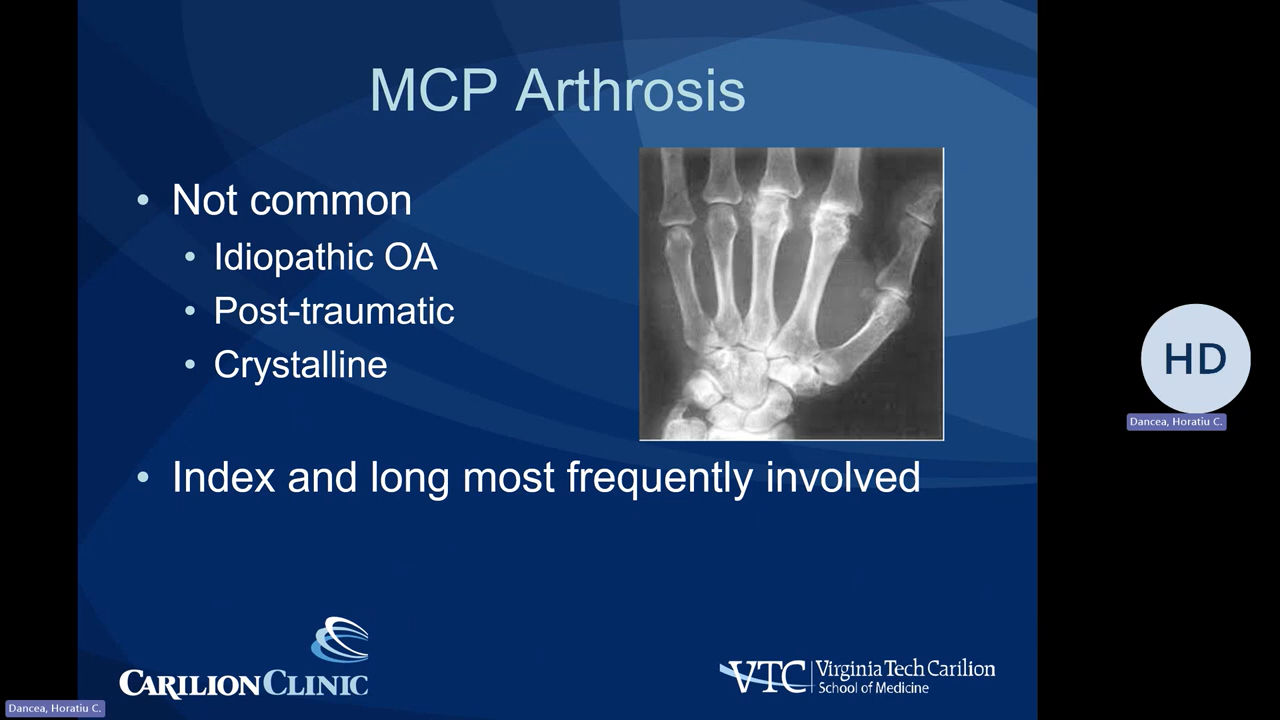 MCP Arthrosis
• Not common
• Idiopathic OA
• Post-traumatic
• Crystalline
• Index and long most frequently involved
HD
Dancea, Horatiu C.
CARILION CLINIC
VTC Virginia Tech Carilion
School of Medicine
Dancea, Horatiu C.